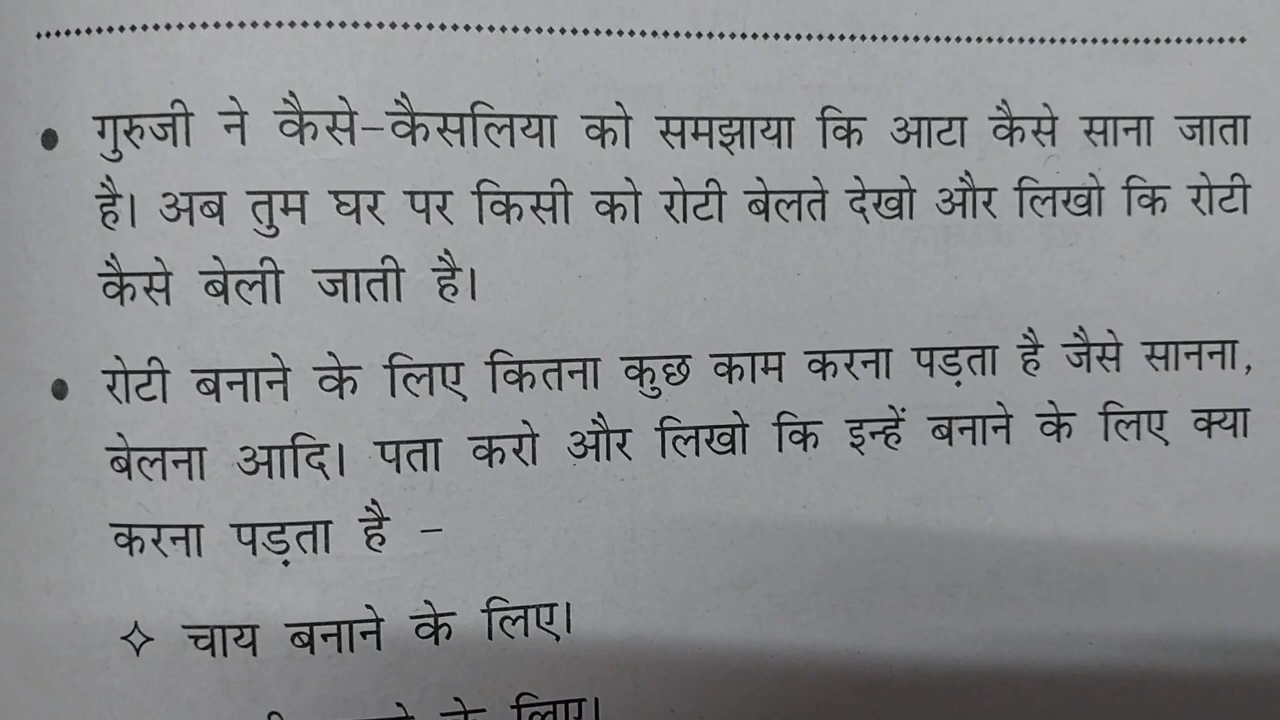 • गुरुजी ने कैसे-कैसलिया को समझाया कि आटा कैसे साना जाता
है। अब तुम घर पर किसी को रोटी बेलते देखो और लिखो कि रोटी
कैसे बेली जाती है।
• रोटी बनाने के लिए कितना कुछ काम करना पड़ता है जैसे सानना,
बेलना आदि। पता करो और लिखो कि इन्हें बनाने के लिए क्या
करना पड़ता है -
✧ चाय बनाने के लिए।
के लिए।